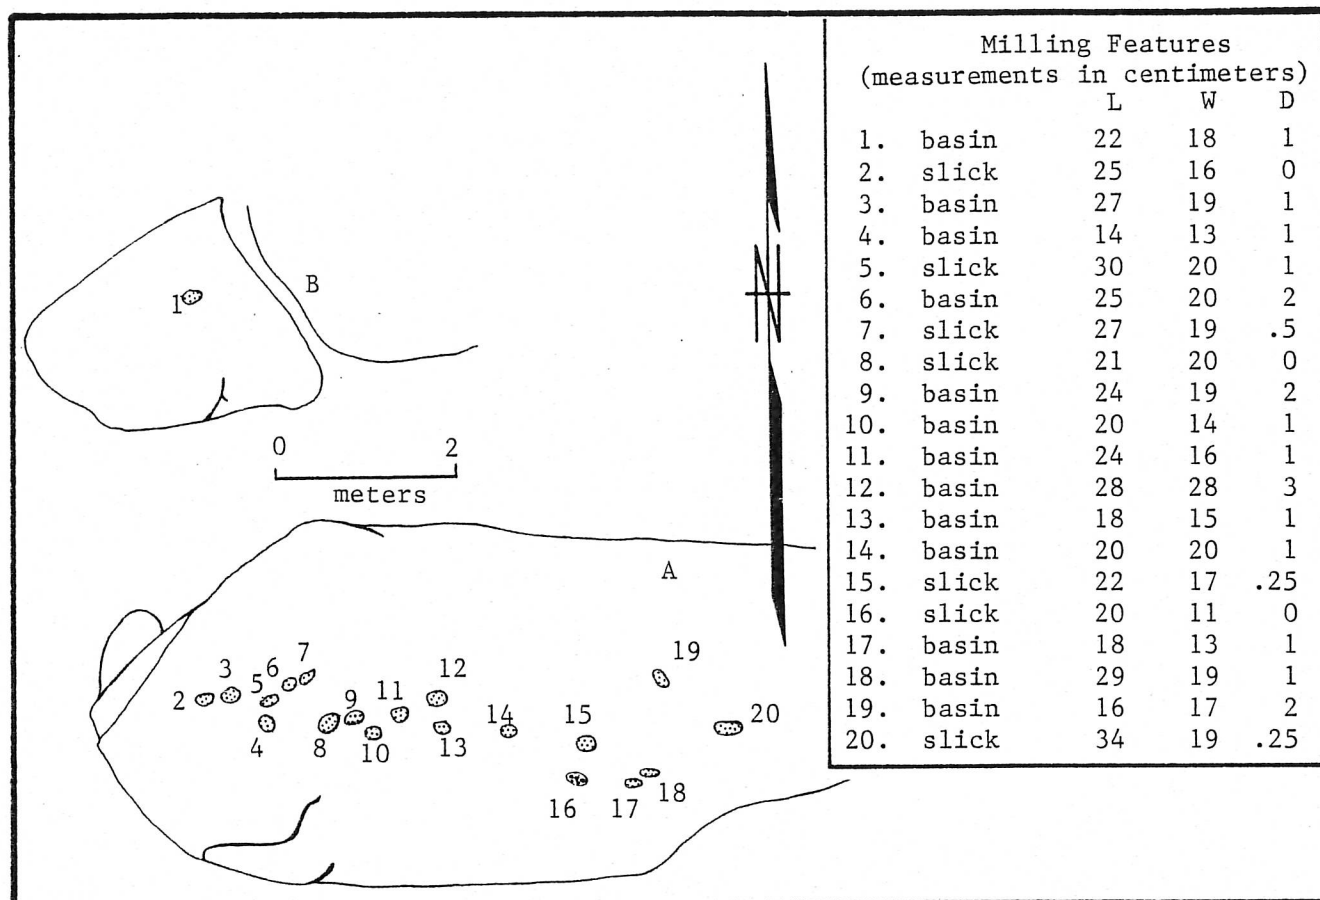 Milling Features
(measurements in centimeters)
L W D
1. basin 22 18 1
2. slick 25 16 0
3. basin 27 19 1
4. basin 14 13 1
5. slick 30 20 1
6. basin 25 20 2
7. slick 27 19 .5
8. slick 21 20 0
9. basin 24 19 2
10. basin 20 14 1
11. basin 24 16 1
12. basin 28 28 3
13. basin 18 15 1
14. basin 20 20 1
15. slick 22 17 .25
16. slick 20 11 0
17. basin 18 13 1
18. basin 29 19 1
19. basin 16 17 2
20. slick 34 19 .25
N
B
1
0 2
meters
A
2 3 5 6 7
4 8 9 10 11 12 13
14 15 19 20
16 17 18